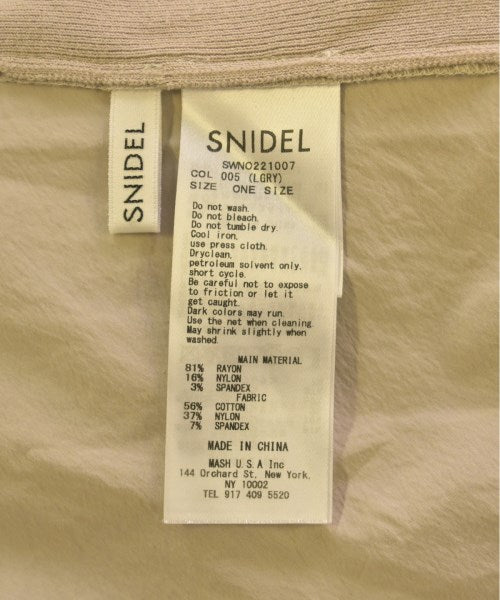 SNIDEL
SNIDEL
SWNO221007
COL 005 (LGRY)
SIZE ONE SIZE
Do not wash.
Do not bleach.
Do not tumble dry.
Cool iron.
use press cloth.
Dryclean.
petroleum solvent only.
short cycle.
Be careful not to expose
to friction or let it
get caught.
Dark colors may run.
Use the net when cleaning.
May shrink slightly when
washed.
MAIN MATERIAL
81% RAYON
16% NYLON
3% SPANDEX
FABRIC
56% COTTON
37% NYLON
7% SPANDEX
MADE IN CHINA
MASH U.S.A Inc
144 Orchard St. New York,
NY 10002
TEL 917 409 5520